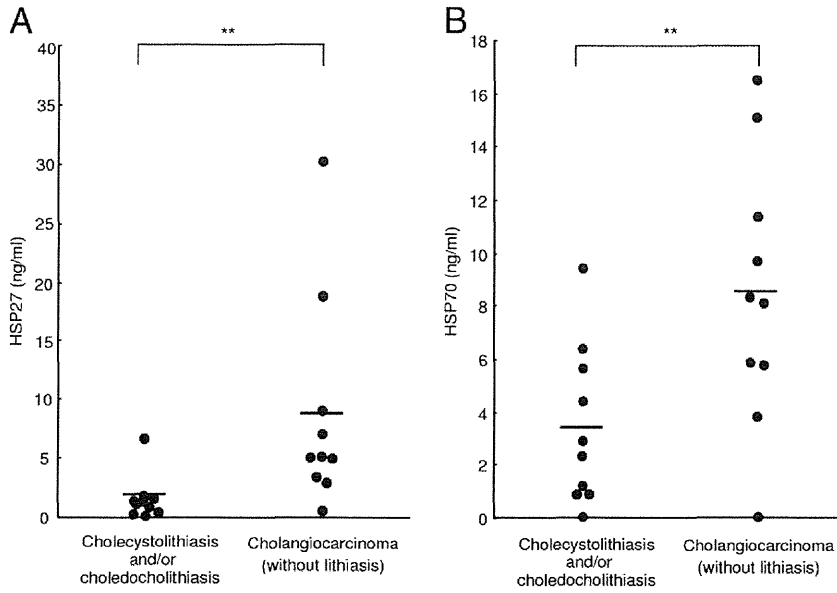 A
**
40
35
30
25
20
15
10
5
0
HSP27 (ng/ml)
Cholecystolithiasis
and/or
choledocholithiasis
Cholangiocarcinoma
(without lithiasis)
B
**
18
16
14
12
10
8
6
4
2
0
HSP70 (ng/ml)
Cholecystolithiasis
and/or
choledocholithiasis
Cholangiocarcinoma
(without lithiasis)